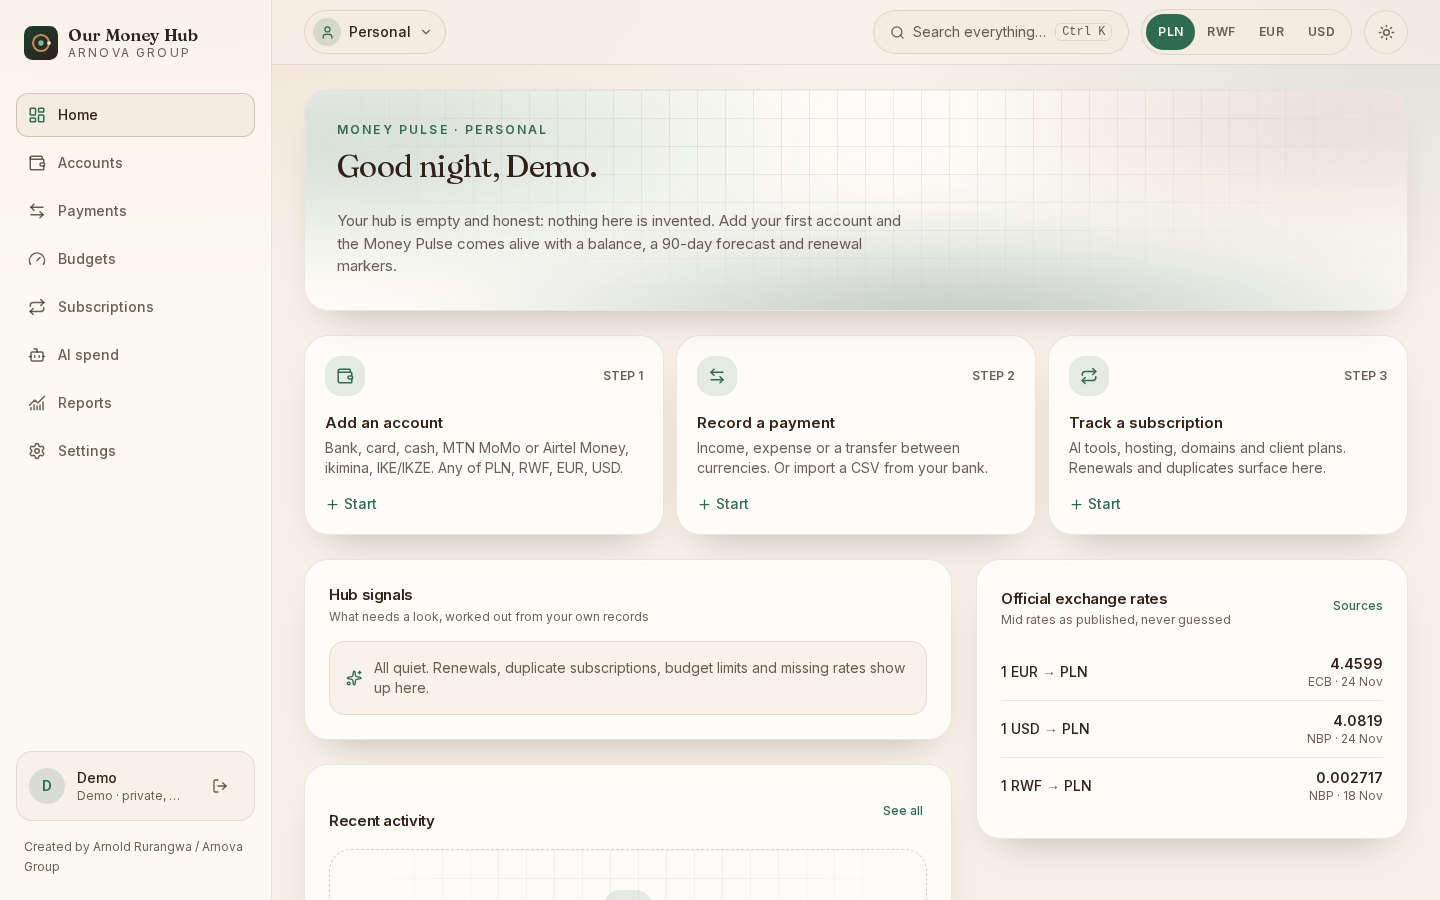 Our Money Hub
ARNOVA GROUP
Home
Accounts
Payments
Budgets
Subscriptions
AI spend
Reports
Settings
D
Demo
Demo · private, ...
Created by Arnold Rurangwa / Arnova
Group
Personal
Search everything...
Ctrl K
PLN
RWF
EUR
USD
MONEY PULSE · PERSONAL
Good night, Demo.
Your hub is empty and honest: nothing here is invented. Add your first account and
the Money Pulse comes alive with a balance, a 90-day forecast and renewal
markers.
STEP 1
Add an account
Bank, card, cash, MTN MoMo or Airtel Money,
ikimina, IKE/IKZE. Any of PLN, RWF, EUR, USD.
+ Start
STEP 2
Record a payment
Income, expense or a transfer between
currencies. Or import a CSV from your bank.
+ Start
STEP 3
Track a subscription
AI tools, hosting, domains and client plans.
Renewals and duplicates surface here.
+ Start
Hub signals
What needs a look, worked out from your own records
All quiet. Renewals, duplicate subscriptions, budget limits and missing rates show
up here.
Recent activity
See all
Official exchange rates
Mid rates as published, never guessed
Sources
1 EUR → PLN
4.4599
ECB · 24 Nov
1 USD → PLN
4.0819
NBP · 24 Nov
1 RWF → PLN
0.002717
NBP · 18 Nov